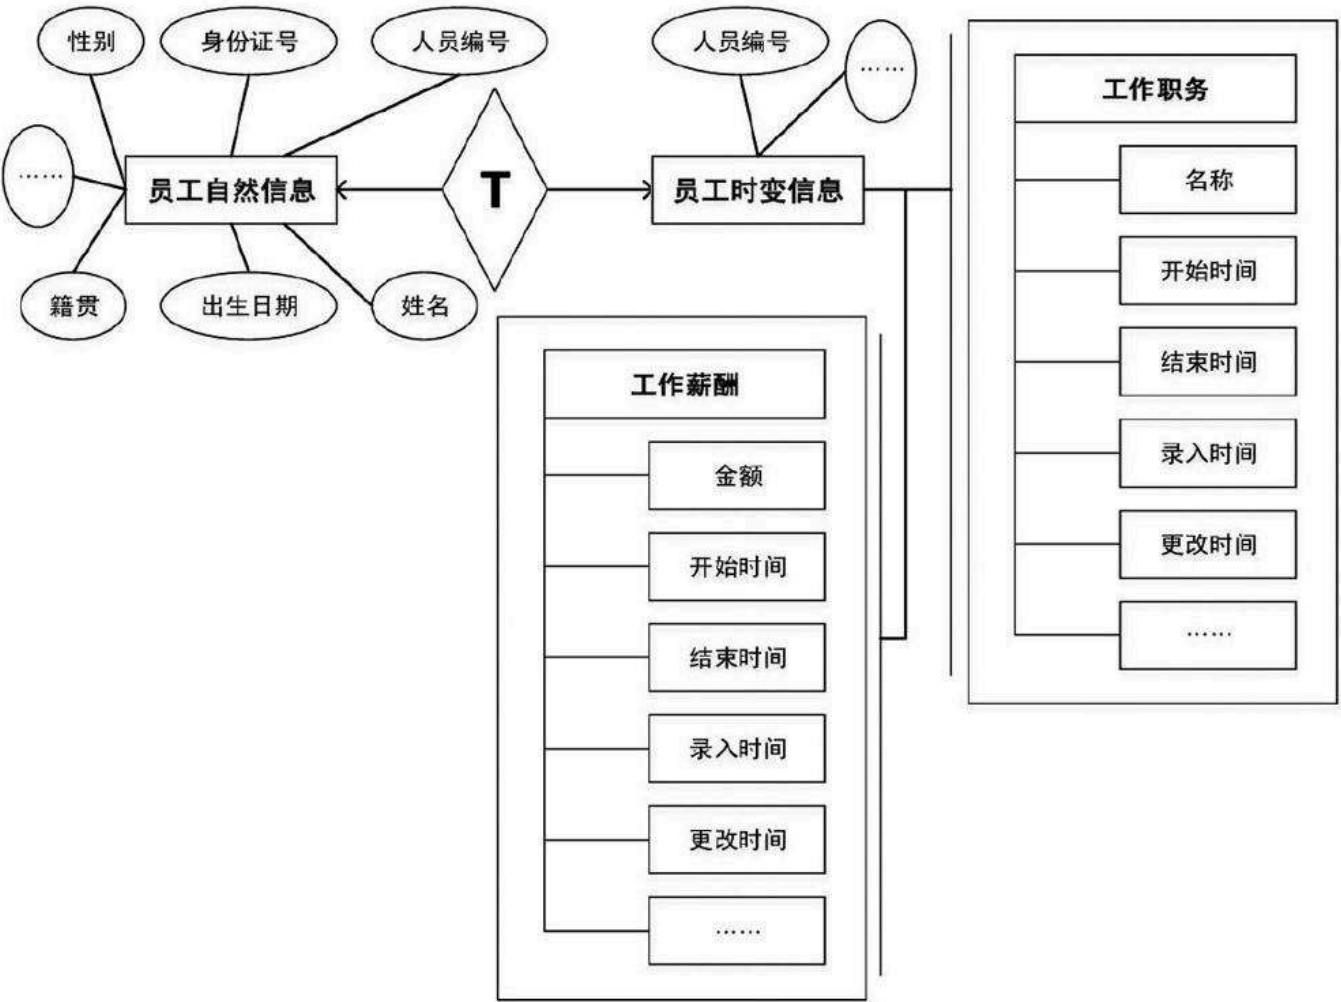 性别
身份证号
人员编号
人员编号
……
……
员工自然信息
T
员工时变信息
籍贯
出生日期
姓名
工作职务
名称
开始时间
结束时间
录入时间
更改时间
……
工作薪酬
金额
开始时间
结束时间
录入时间
更改时间
……